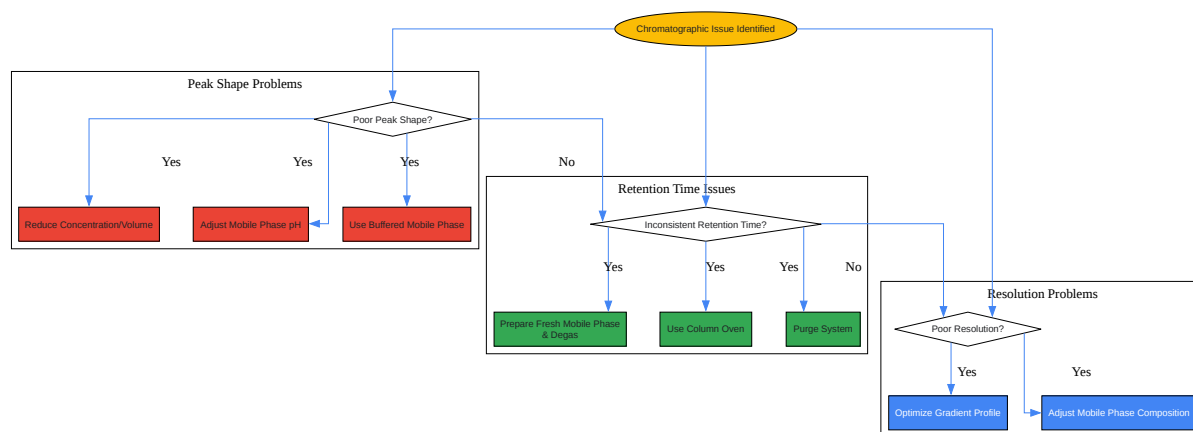 Chromatographic Issue Identified
Peak Shape Problems
Poor Peak Shape?
Yes
Yes
Yes
No
Reduce Concentration/Volume
Adjust Mobile Phase pH
Use Buffered Mobile Phase
Retention Time Issues
Inconsistent Retention Time?
Yes
Yes
Yes
No
Prepare Fresh Mobile Phase
& Degas
Use Column Oven
Purge System
Resolution Problems
Poor Resolution?
Yes
Yes
Optimize Gradient Profile
Adjust Mobile Phase Composition